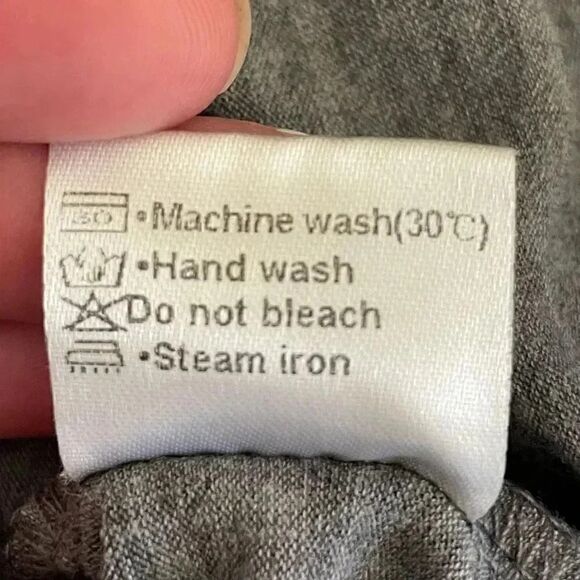 30 •Machine wash(30℃)
•Hand wash
Do not bleach
•Steam iron